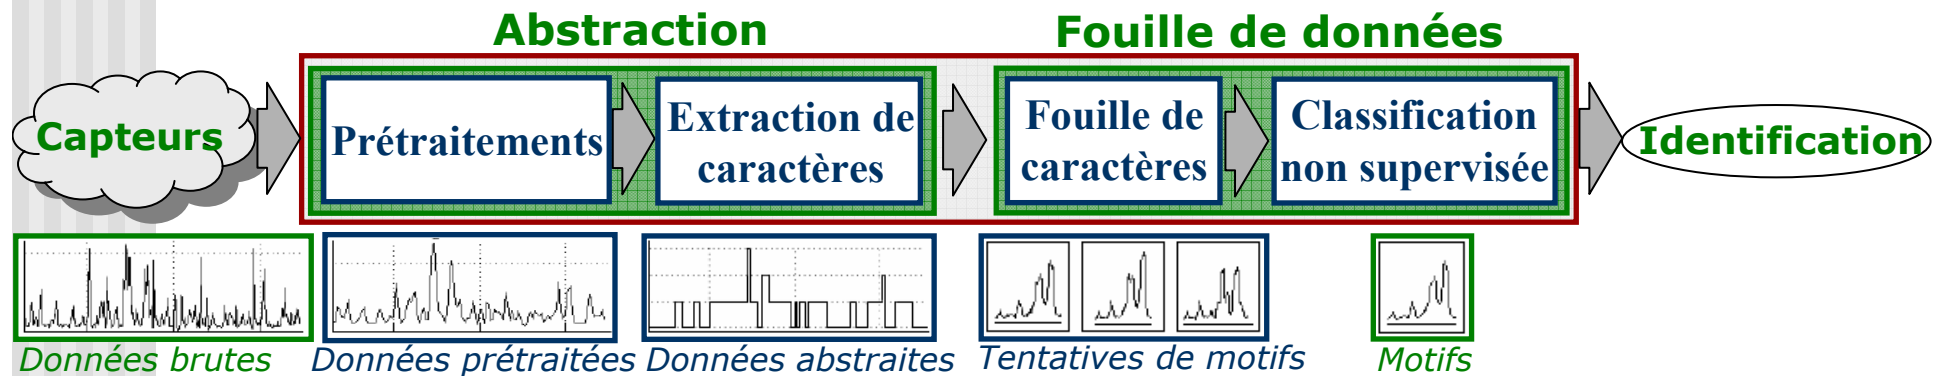 Abstraction
Fouille de données
Capteurs
Prétraitements
Extraction de
caractères
Fouille de
caractères
Classification
non supervisée
Identification
Données brutes
Données prétraitées
Données abstraites
Tentatives de motifs
Motifs